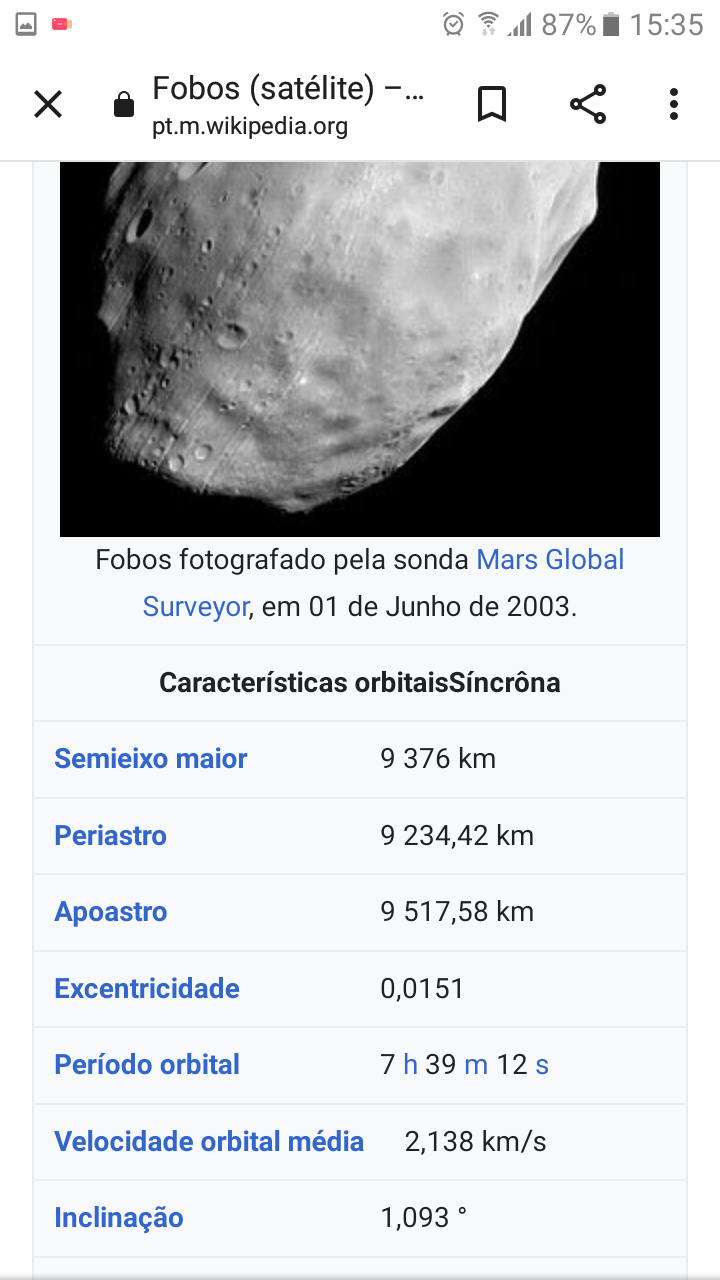 87% 15:35
Fobos (satélite) –...
pt.m.wikipedia.org
Fobos fotografado pela sonda Mars Global
Surveyor, em 01 de Junho de 2003.
Características orbitaisSíncrôna
Semieixo maior 9 376 km
Periastro 9 234,42 km
Apoastro 9 517,58 km
Excentricidade 0,0151
Período orbital 7 h 39 m 12 s
Velocidade orbital média 2,138 km/s
Inclinação 1,093 °